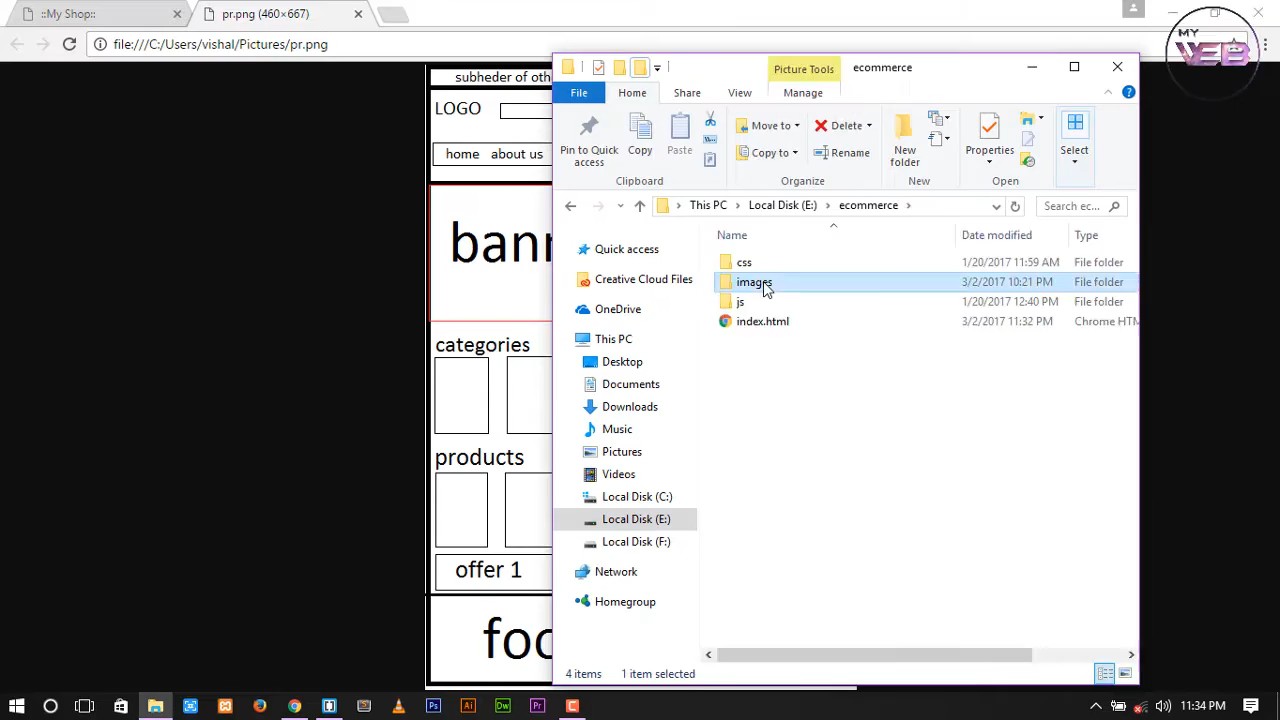 ::My Shop::
pr.png (460×667)
file:///C:/Users/vishal/Pictures/pr.png
MY
WEB
subheder of oth
LOGO
home about us
bann
categories
products
offer 1
foo
Picture Tools
ecommerce
File
Home
Share
View
Manage
Pin to Quick access
Copy
Paste
Move to
Copy to
Delete
Rename
New folder
Properties
Select
Clipboard
Organize
New
Open
This PC
Local Disk (E:)
ecommerce
Search ec...
Name
Date modified
Type
css
1/20/2017 11:59 AM
File folder
images
3/2/2017 10:21 PM
File folder
js
1/20/2017 12:40 PM
File folder
index.html
3/2/2017 11:32 PM
Chrome HTM
Quick access
Creative Cloud Files
OneDrive
This PC
Desktop
Documents
Downloads
Music
Pictures
Videos
Local Disk (C:)
Local Disk (E:)
Local Disk (F:)
Network
Homegroup
4 items
1 item selected
Ps
Ai
Dw
Pr
11:34 PM